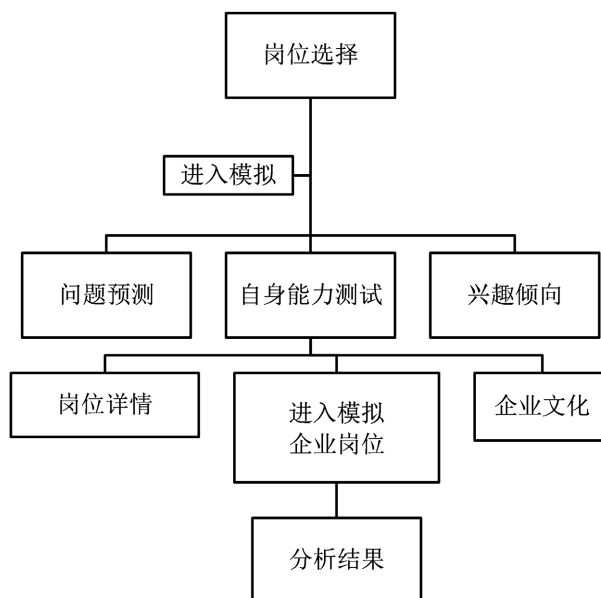 岗位选择
进入模拟
问题预测
自身能力测试
兴趣倾向
岗位详情
进入模拟
企业岗位
企业文化
分析结果